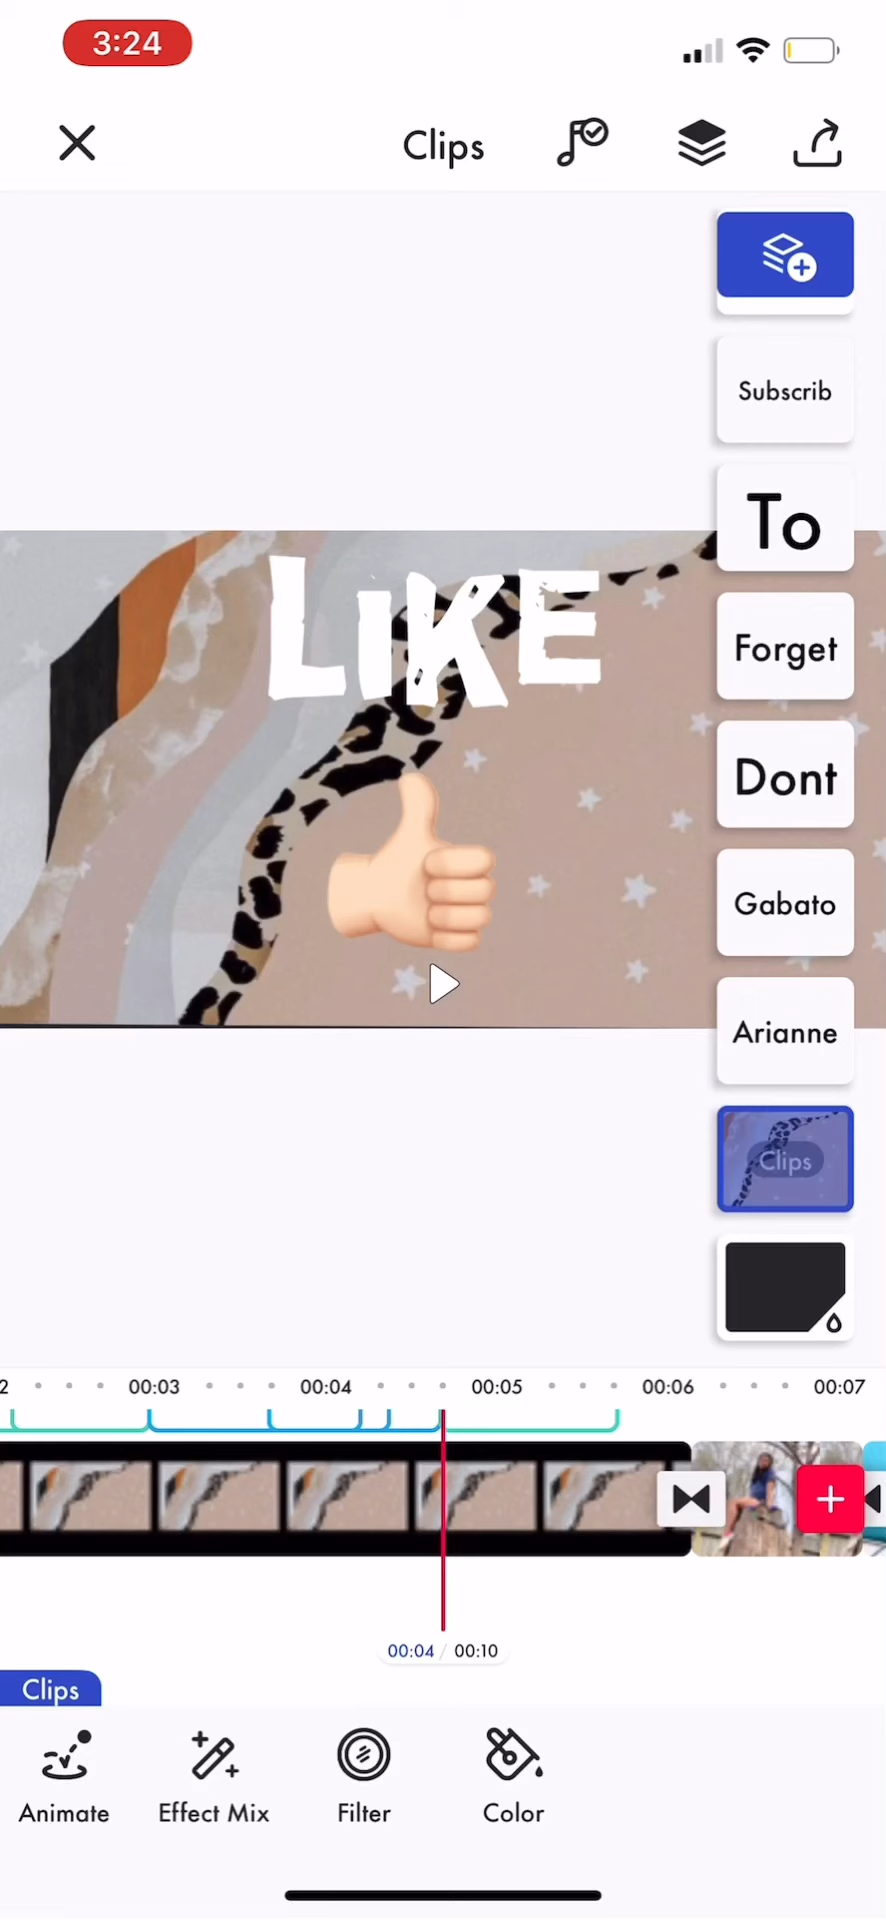 3:24
Clips
Subscrib
To
LIKE
Forget
Dont
Gabato
Arianne
Clips
2 00:03 00:04 00:05 00:06 00:07
00:04 / 00:10
Clips
Animate Effect Mix Filter Color